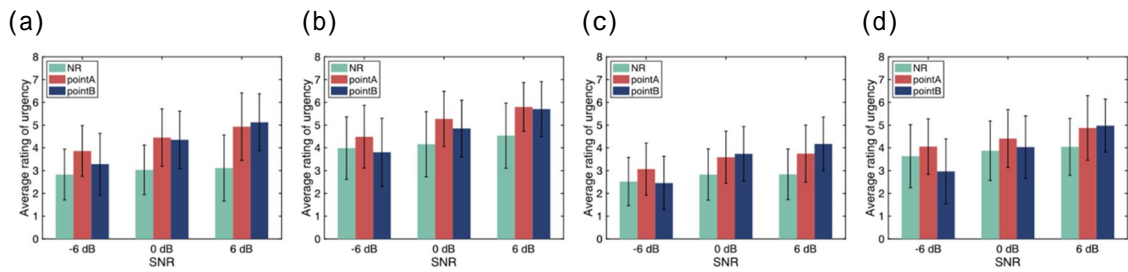 (a)
8
7
6
5
4
3
2
1
0
Average rating of urgency
NR
pointA
pointB
-6 dB
0 dB
6 dB
SNR
(b)
8
7
6
5
4
3
2
1
0
Average rating of urgency
NR
pointA
pointB
-6 dB
0 dB
6 dB
SNR
(c)
8
7
6
5
4
3
2
1
0
Average rating of urgency
NR
pointA
pointB
-6 dB
0 dB
6 dB
SNR
(d)
8
7
6
5
4
3
2
1
0
Average rating of urgency
NR
pointA
pointB
-6 dB
0 dB
6 dB
SNR